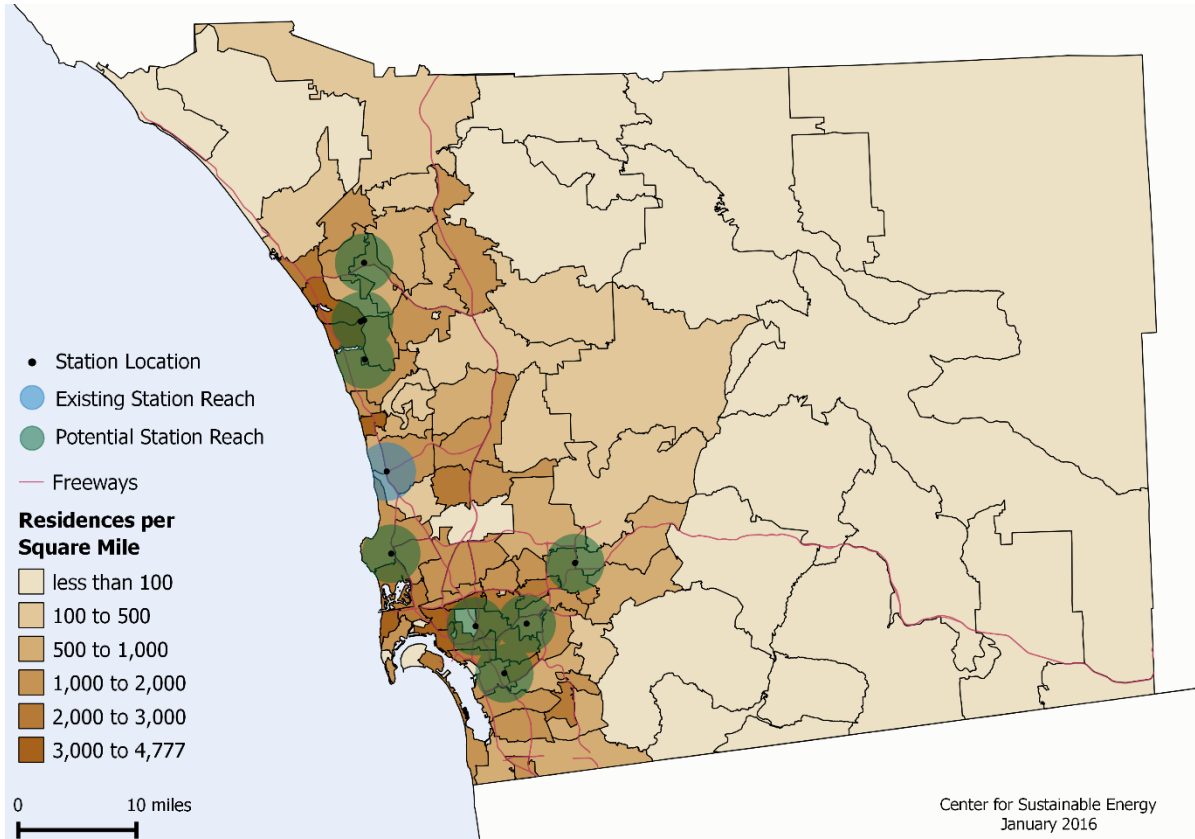 Station Location
Existing Station Reach
Potential Station Reach
Freeways
Residences per
Square Mile
less than 100
100 to 500
500 to 1,000
1,000 to 2,000
2,000 to 3,000
3,000 to 4,777
0 10 miles
Center for Sustainable Energy
January 2016